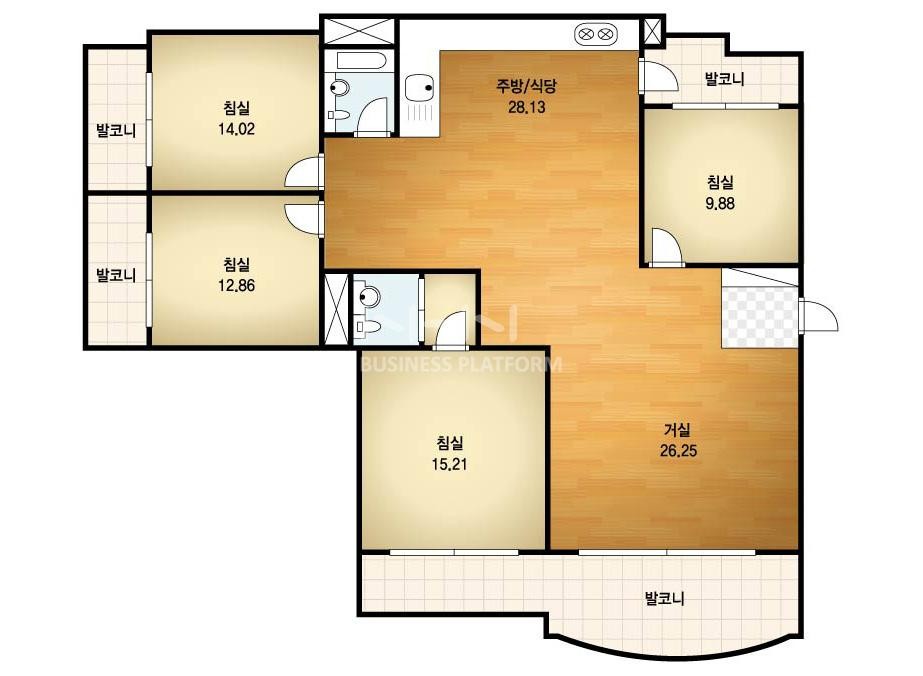 주방/식당
28.13
발코니
침실
14.02
발코니
침실
9.88
침실
12.86
발코니
BUSINESS PLATFORM
침실
15.21
거실
26.25
발코니